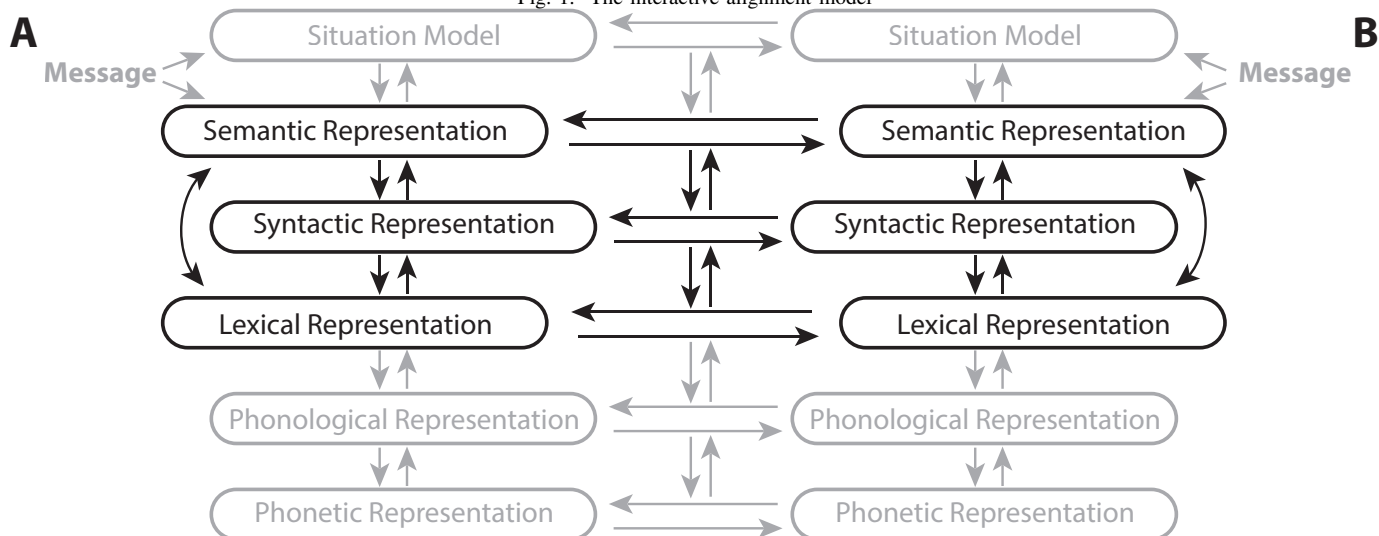 Fig. 1. The interactive alignment model
A
B
Situation Model
Situation Model
Message
Message
Semantic Representation
Semantic Representation
Syntactic Representation
Syntactic Representation
Lexical Representation
Lexical Representation
Phonological Representation
Phonological Representation
Phonetic Representation
Phonetic Representation